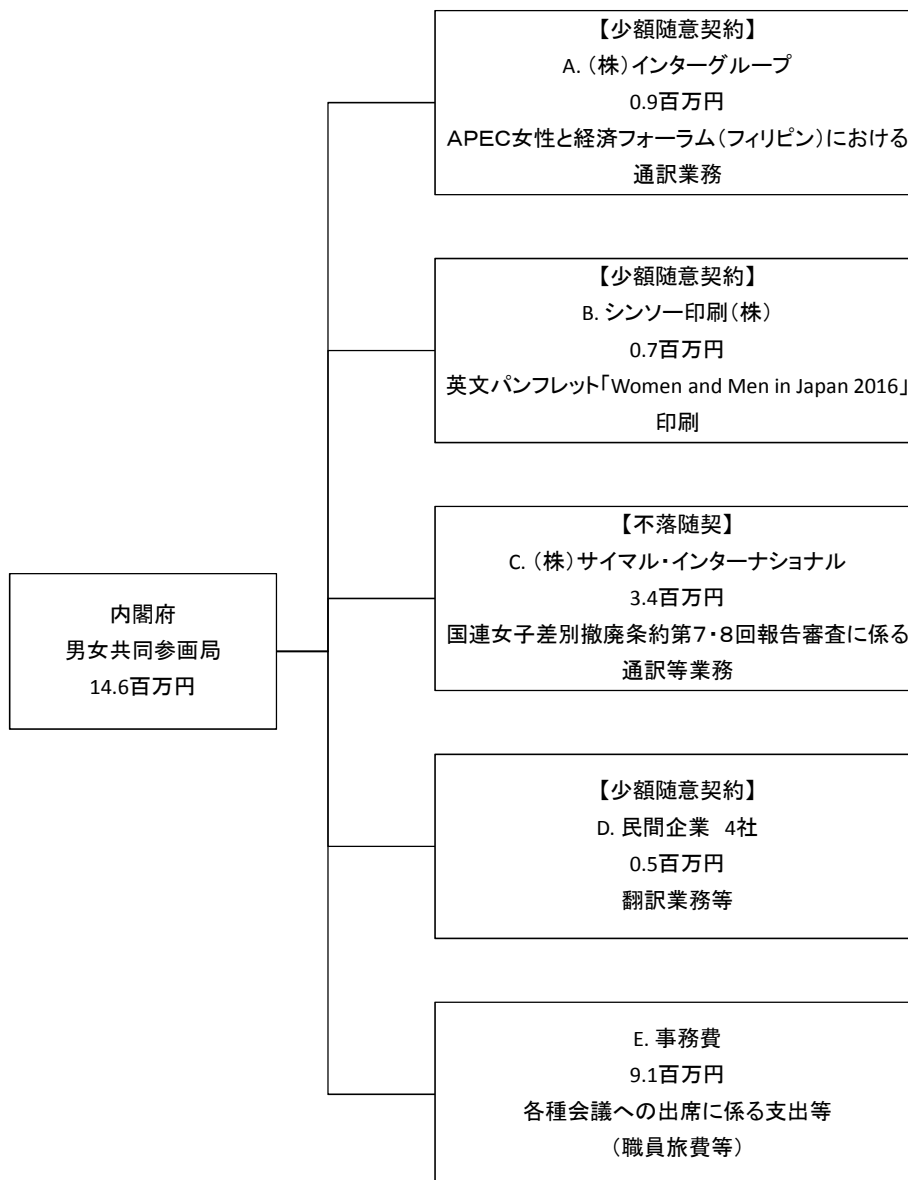 【少額随意契約】
A. （株）インターグループ
0.9百万円
ＡＰＥＣ女性と経済フォーラム（フィリピン）における
通訳業務
【少額随意契約】
B. シンソー印刷（株）
0.7百万円
英文パンフレット「Women and Men in Japan 2016」
印刷
【不落随契】
C. （株）サイマル・インターナショナル
3.4百万円
国連女子差別撤廃条約第７・８回報告審査に係る
通訳等業務
内閣府
男女共同参画局
14.6百万円
【少額随意契約】
D. 民間企業　4社
0.5百万円
翻訳業務等
E. 事務費
9.1百万円
各種会議への出席に係る支出等
（職員旅費等）